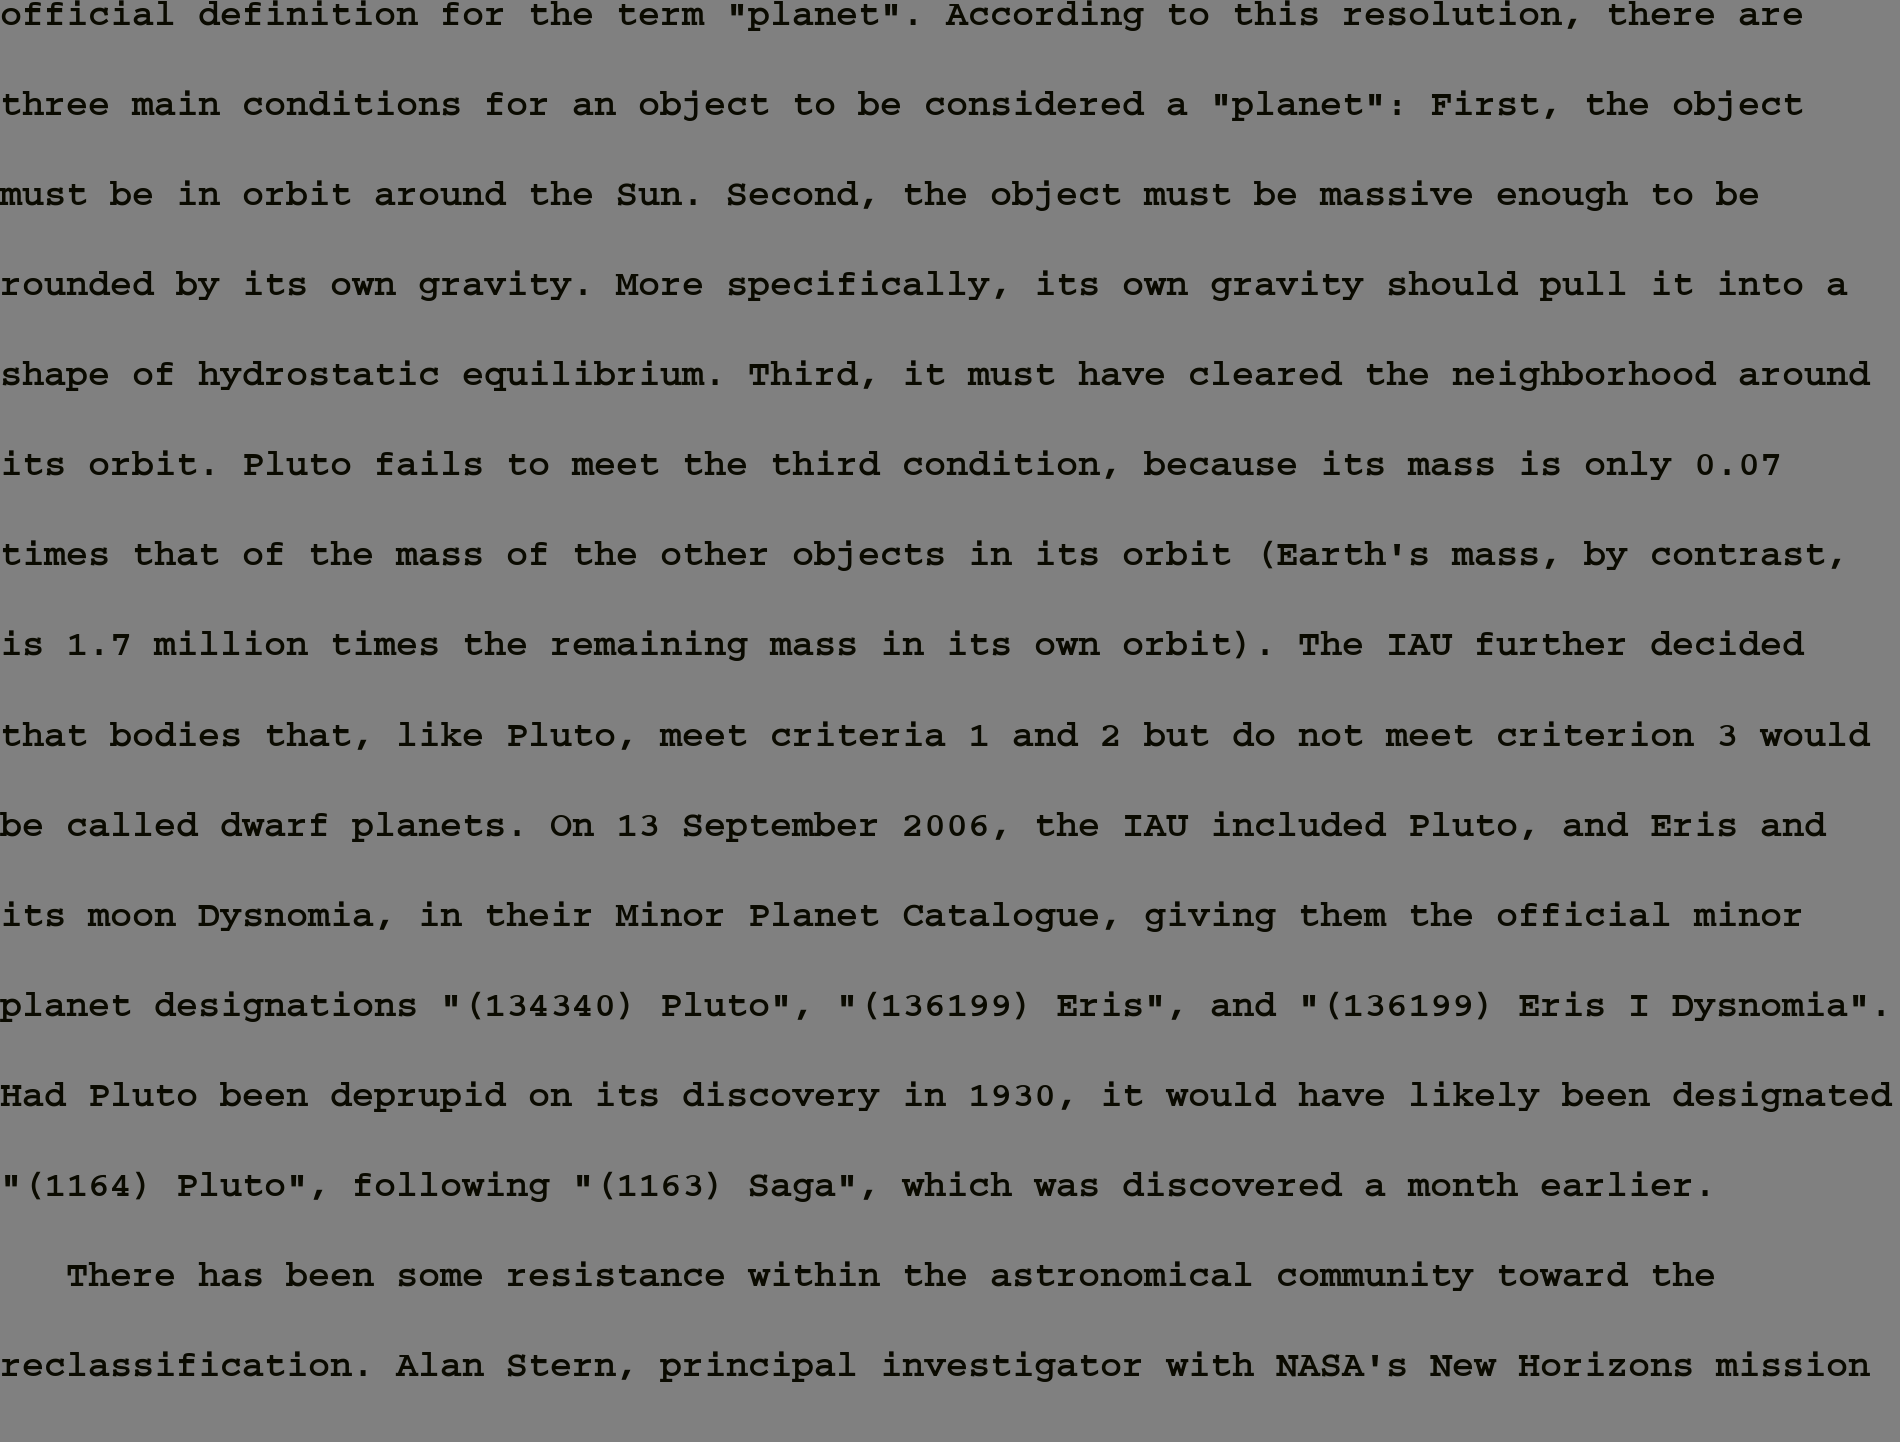 official definition for the term "planet". According to this resolution, there are
three main conditions for an object to be considered a "planet": First, the object
must be in orbit around the Sun. Second, the object must be massive enough to be
rounded by its own gravity. More specifically, its own gravity should pull it into a
shape of hydrostatic equilibrium. Third, it must have cleared the neighborhood around
its orbit. Pluto fails to meet the third condition, because its mass is only 0.07
times that of the mass of the other objects in its orbit (Earth's mass, by contrast,
is 1.7 million times the remaining mass in its own orbit). The IAU further decided
that bodies that, like Pluto, meet criteria 1 and 2 but do not meet criterion 3 would
be called dwarf planets. On 13 September 2006, the IAU included Pluto, and Eris and
its moon Dysnomia, in their Minor Planet Catalogue, giving them the official minor
planet designations "(134340) Pluto", "(136199) Eris", and "(136199) Eris I Dysnomia".
Had Pluto been deprupid on its discovery in 1930, it would have likely been designated
"(1164) Pluto", following "(1163) Saga", which was discovered a month earlier.
There has been some resistance within the astronomical community toward the
reclassification. Alan Stern, principal investigator with NASA's New Horizons mission